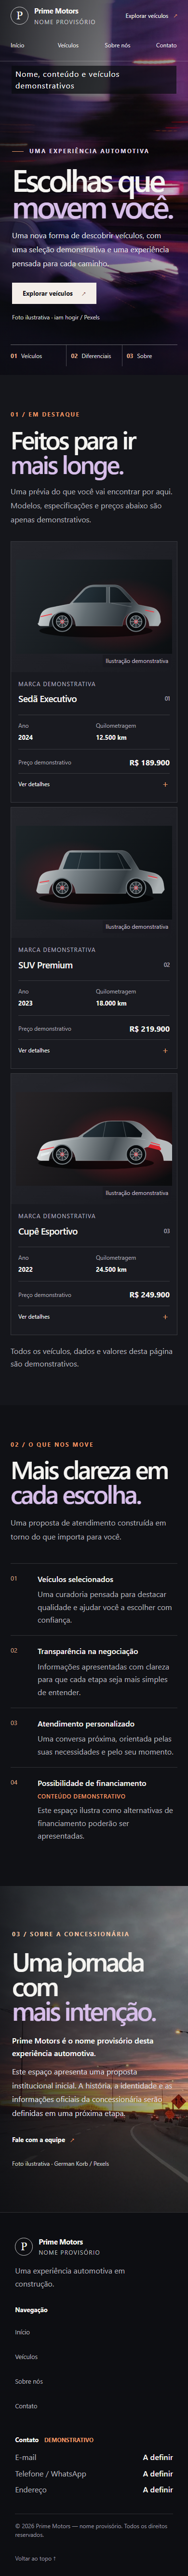 P
Prime Motors
NOME PROVISÓRIO
Explorar veículos ↗
Início Veículos Sobre nós Contato
Nome, conteúdo e veículos
demonstrativos
UMA EXPERIÊNCIA AUTOMOTIVA
Escolhas que
movem você.
Uma nova forma de descobrir veículos, com
uma seleção demonstrativa e uma experiência
pensada para cada caminho.
Explorar veículos ↗
Foto ilustrativa · iam hogir / Pexels
01 Veículos 02 Diferenciais 03 Sobre
01 / EM DESTAQUE
Feitos para ir
mais longe.
Uma prévia do que você vai encontrar por aqui.
Modelos, especificações e preços abaixo são
apenas demonstrativos.
Ilustração demonstrativa
MARCA DEMONSTRATIVA
Sedã Executivo 01
Ano Quilometragem
2024 12.500 km
Preço demonstrativo R$ 189.900
Ver detalhes +
Ilustração demonstrativa
MARCA DEMONSTRATIVA
SUV Premium 02
Ano Quilometragem
2023 18.000 km
Preço demonstrativo R$ 219.900
Ver detalhes +
Ilustração demonstrativa
MARCA DEMONSTRATIVA
Cupê Esportivo 03
Ano Quilometragem
2022 24.500 km
Preço demonstrativo R$ 249.900
Ver detalhes +
Todos os veículos, dados e valores desta página
são demonstrativos.
02 / O QUE NOS MOVE
Mais clareza em
cada escolha.
Uma proposta de atendimento construída em
torno do que importa para você.
01 Veículos selecionados
Uma curadoria pensada para destacar
qualidade e ajudar você a escolher com
confiança.
02 Transparência na negociação
Informações apresentadas com clareza
para que cada etapa seja mais simples
de entender.
03 Atendimento personalizado
Uma conversa próxima, orientada pelas
suas necessidades e pelo seu momento.
04 Possibilidade de financiamento
CONTEÚDO DEMONSTRATIVO
Este espaço ilustra como alternativas de
financiamento poderão ser
apresentadas.
03 / SOBRE A CONCESSIONÁRIA
Uma jornada
com
mais intenção.
Prime Motors é o nome provisório desta
experiência automotiva.
Este espaço apresenta uma proposta
institucional inicial. A história, a identidade e as
informações oficiais da concessionária serão
definidas em uma próxima etapa.
Fale com a equipe ↗
Foto ilustrativa · German Korb / Pexels
P
Prime Motors
NOME PROVISÓRIO
Uma experiência automotiva em
construção.
Navegação
Início
Veículos
Sobre nós
Contato
Contato DEMONSTRATIVO
E-mail A definir
Telefone / WhatsApp A definir
Endereço A definir
© 2026 Prime Motors — nome provisório. Todos os direitos
reservados.
Voltar ao topo ↑